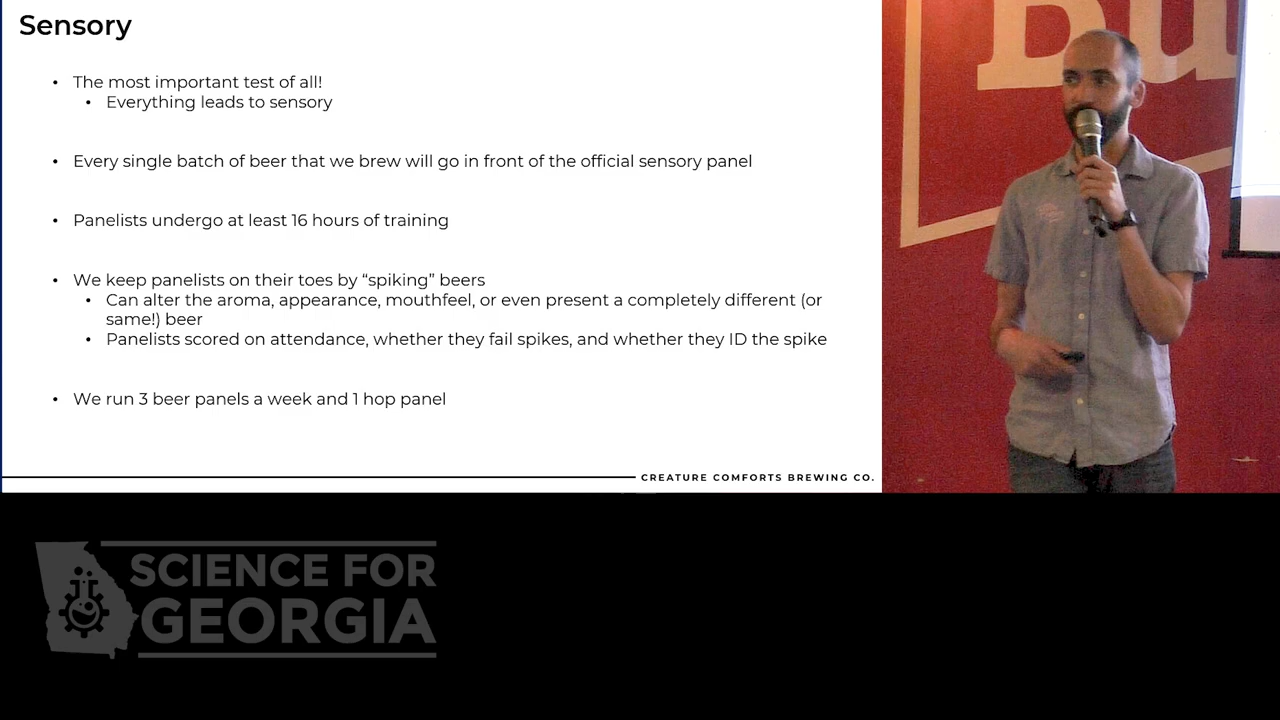 Sensory
• The most important test of all!
• Everything leads to sensory
• Every single batch of beer that we brew will go in front of the official sensory panel
• Panelists undergo at least 16 hours of training
• We keep panelists on their toes by “spiking” beers
• Can alter the aroma, appearance, mouthfeel, or even present a completely different (or
same!) beer
• Panelists scored on attendance, whether they fail spikes, and whether they ID the spike
• We run 3 beer panels a week and 1 hop panel
CREATURE COMFORTS BREWING CO.
Bu
SCIENCE FOR
GEORGIA